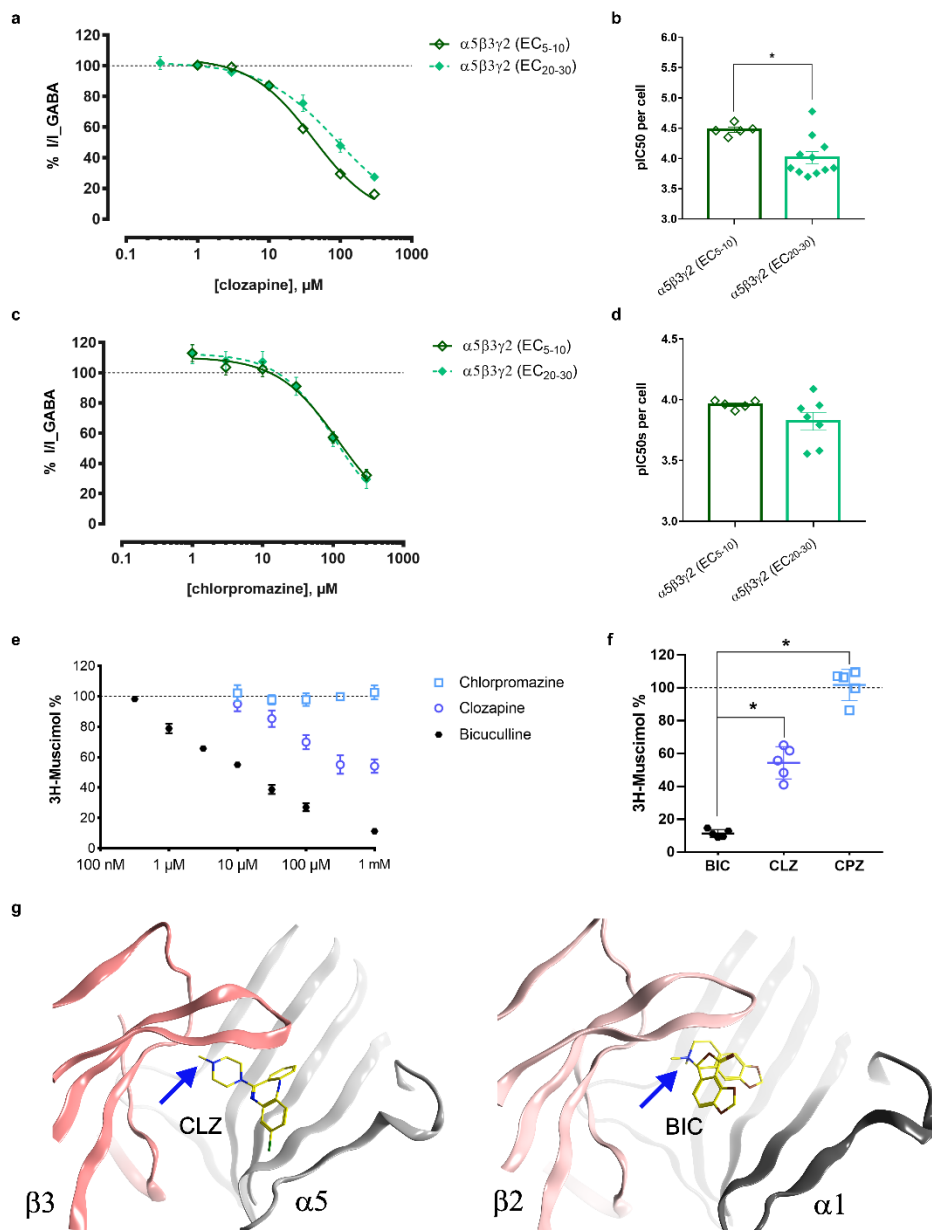 a
% I/I_GABA
120
100
80
60
40
20
0
0.1 1 10 100 1000
[clozapine], µM
α5β3γ2 (EC5-10)
α5β3γ2 (EC20-30)
b
*
pIC50 per cell
5.0
4.5
4.0
3.5
3.0
α5β3γ2 (EC5-10)
α5β3γ2 (EC20-30)
c
% I/I_GABA
120
100
80
60
40
20
0
0.1 1 10 100 1000
[chlorpromazine], µM
α5β3γ2 (EC5-10)
α5β3γ2 (EC20-30)
d
pIC50s per cell
5.0
4.5
4.0
3.5
3.0
α5β3γ2 (EC5-10)
α5β3γ2 (EC20-30)
e
3H-Muscimol %
120
100
80
60
40
20
0
100 nM 1 µM 10 µM 100 µM 1 mM
Chlorpromazine
Clozapine
Bicuculline
f
*
*
3H-Muscimol %
120
100
80
60
40
20
0
BIC CLZ CPZ
g
CLZ
β3
α5
BIC
β2
α1